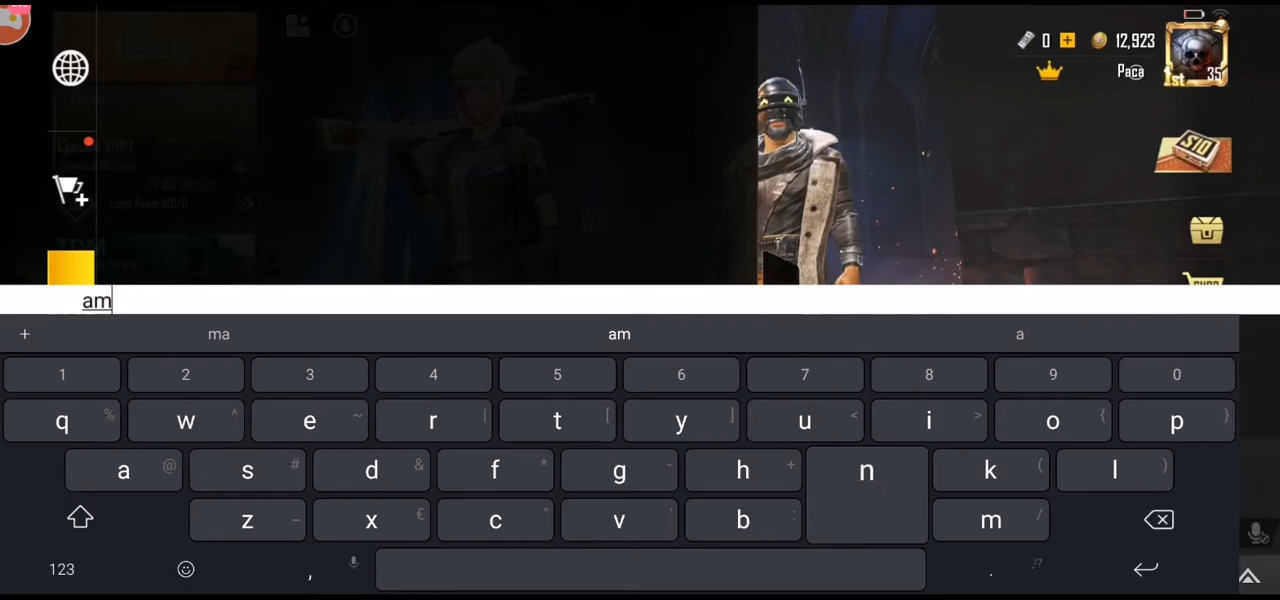 0 12,923
Paca
1st 35
$10
am
+ ma am a
1 2 3 4 5 6 7 8 9 0
q % w ^ e ~ r | t [ y ] u < i > o { p }
a @ s # d & f * g - h + n k ( l )
z _ x € c " v ' b : m /
123 , . ,!?